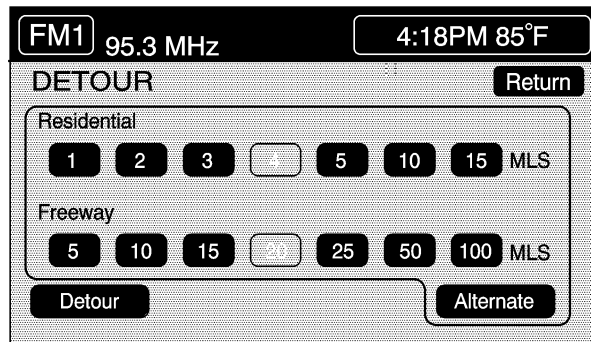 FM1 95.3 MHz 4:18PM 85°F
DETOUR Return
Residential
1 2 3 4 5 10 15 MLS
Freeway
5 10 15 20 25 50 100 MLS
Detour Alternate